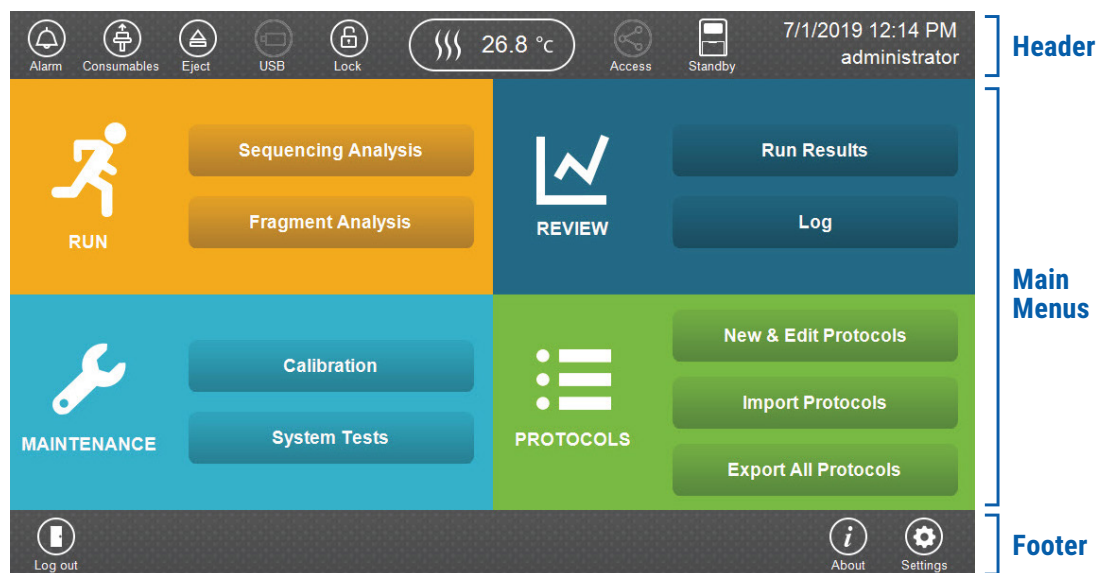 Alarm
Consumables
Eject
USB
Lock
26.8 °c
Access
Standby
7/1/2019 12:14 PM
administrator
Header
RUN
Sequencing Analysis
Fragment Analysis
REVIEW
Run Results
Log
Main
Menus
MAINTENANCE
Calibration
System Tests
PROTOCOLS
New & Edit Protocols
Import Protocols
Export All Protocols
Log out
i
About
Settings
Footer